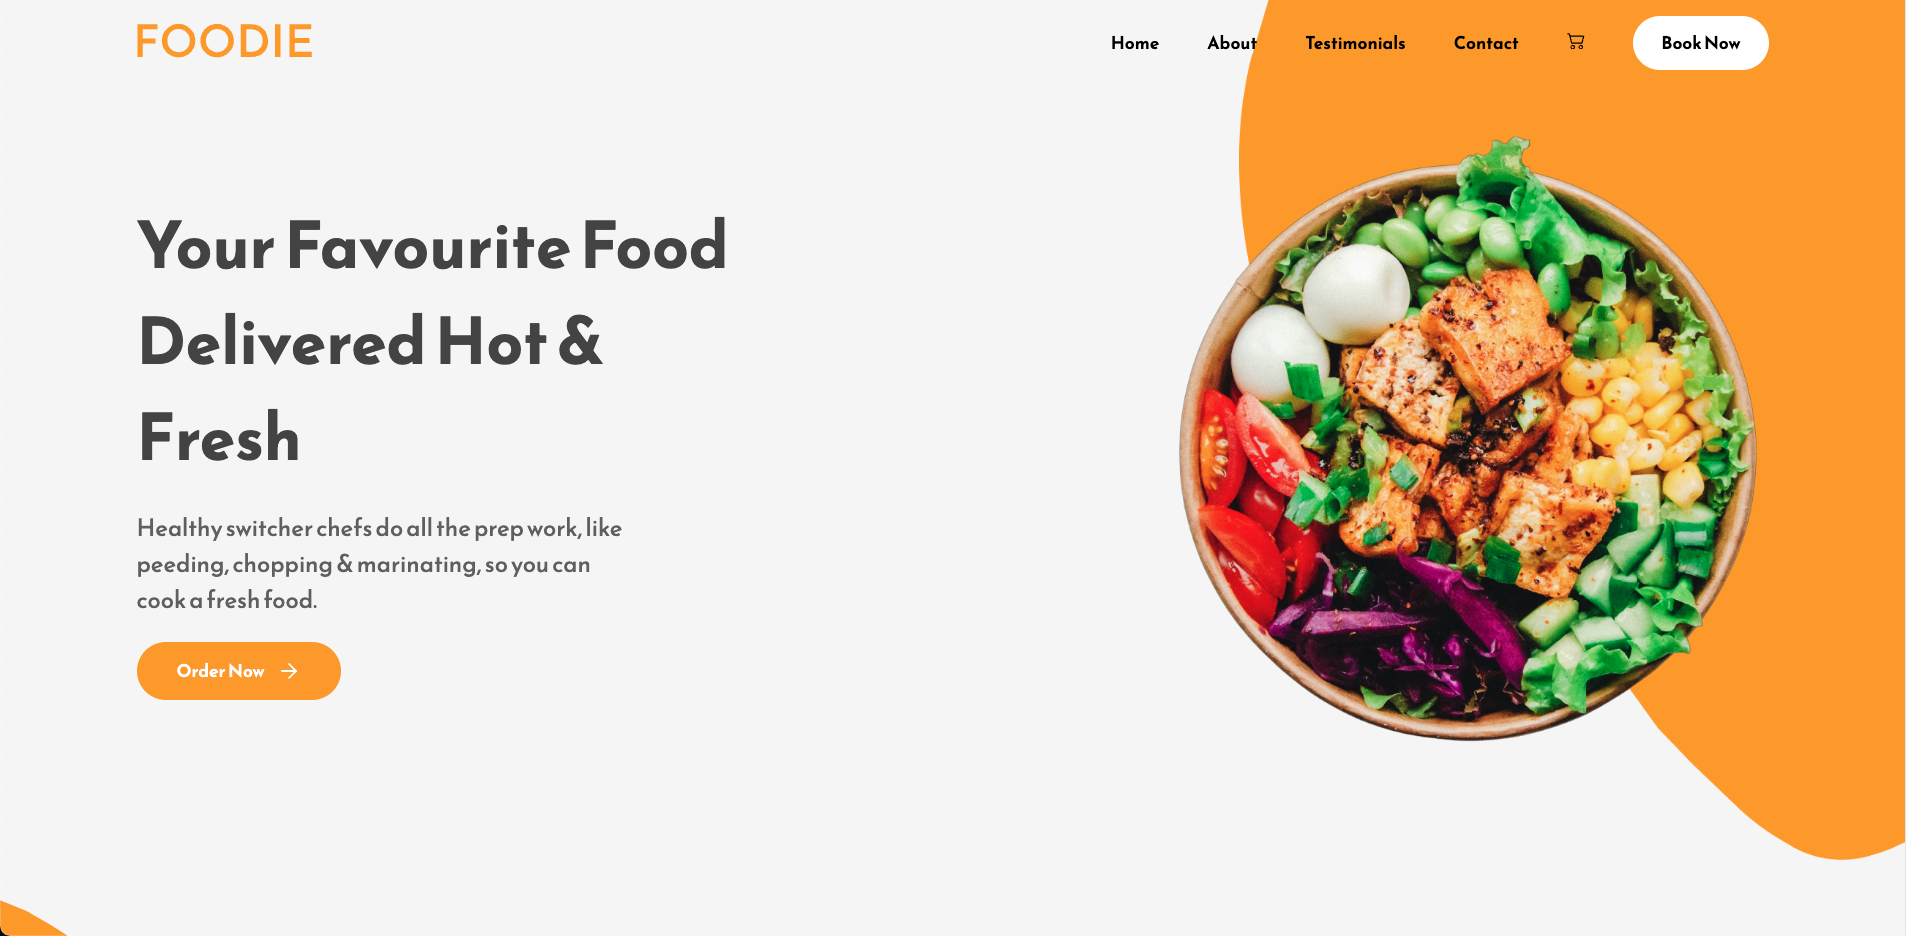 FOODIE
Home About Testimonials Contact Book Now
Your Favourite Food
Delivered Hot &
Fresh
Healthy switcher chefs do all the prep work, like
peeding, chopping & marinating, so you can
cook a fresh food.
Order Now